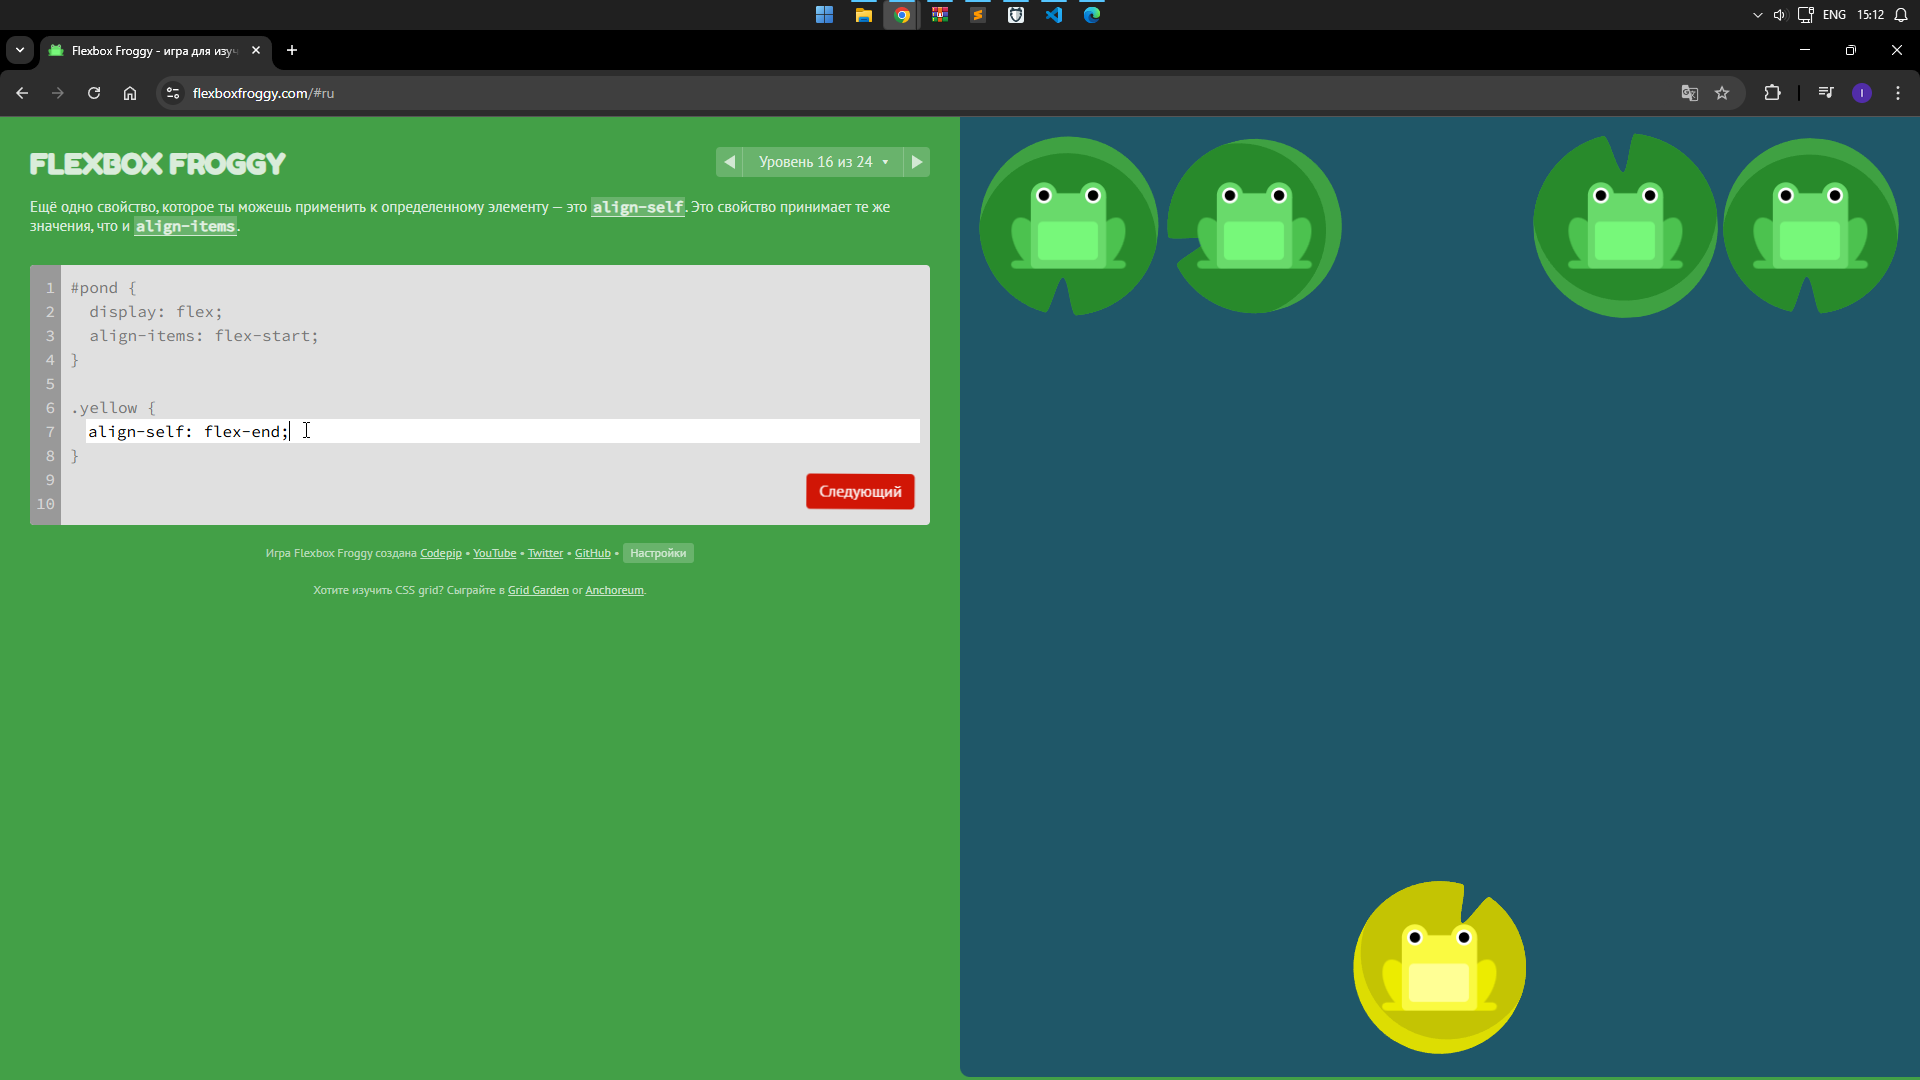 ENG 15:12
Flexbox Froggy - игра для изуч
flexboxfroggy.com/#ru
I
FLEXBOX FROGGY
Уровень 16 из 24
Ещё одно свойство, которое ты можешь применить к определенному элементу — это align-self. Это свойство принимает те же
значения, что и align-items.
1 #pond {
2 display: flex;
3 align-items: flex-start;
4 }
5
6 .yellow {
7 align-self: flex-end;
8 }
9
10
Следующий
Игра Flexbox Froggy создана Codepip • YouTube • Twitter • GitHub • Настройки
Хотите изучить CSS grid? Сыграйте в Grid Garden or Anchoreum.